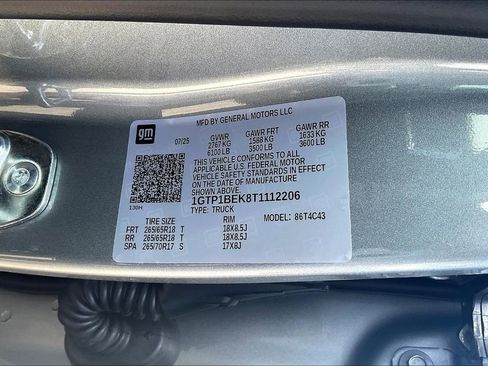 MFD BY GENERAL MOTORS LLC
gm
07/25 GVWR GAWR FRT GAWR RR
2767 KG 1588 KG 1633 KG
6100 LB 3500 LB 3600 LB
THIS VEHICLE CONFORMS TO ALL
APPLICABLE U.S. FEDERAL MOTOR
VEHICLE SAFETY STANDARDS IN EFFECT
ON THE DATE OF MANUFACTURE
1GTP1BEK8T1112206
TYPE: TRUCK MODEL: 86T4C43
130H
TIRE SIZE RIM
FRT 265/65R18 T 18X8.5J
RR 265/65R18 T 18X8.5J
SPA 265/70R17 S 17X8J